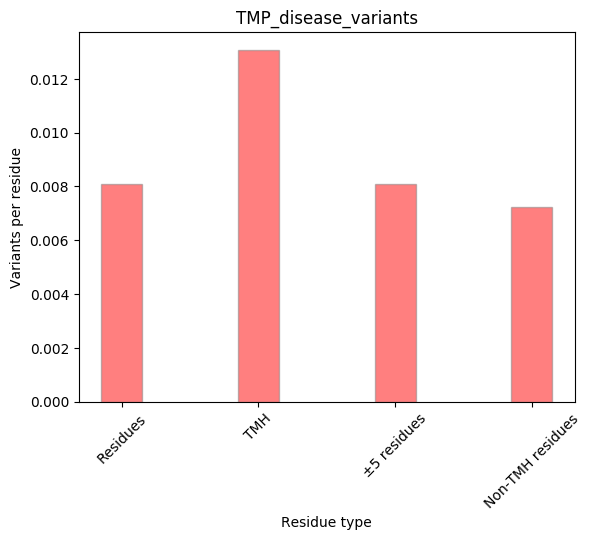 TMP_disease_variants
Variants per residue
0.012
0.010
0.008
0.006
0.004
0.002
0.000
Residues
TMH
±5 residues
Non-TMH residues
Residue type